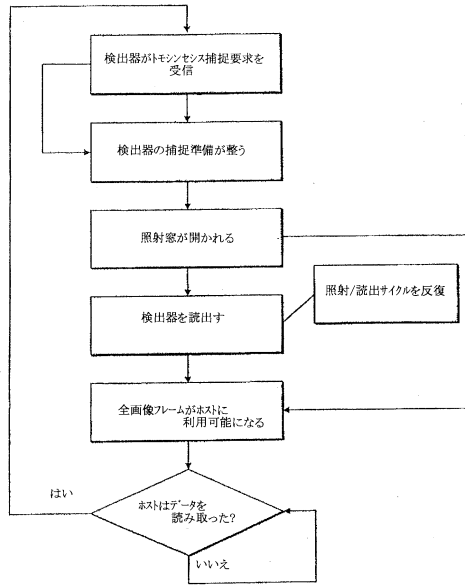 検出器がﾄﾓｼﾝｾｼｽ捕捉要求を
受信
検出器の捕捉準備が整う
照射窓が開かれる
検出器を読出す
照射/読出ｻｲｸﾙを反復
全画像ﾌﾚｰﾑがﾎｽﾄに
利用可能になる
はい
ﾎｽﾄはﾃﾞｰﾀを
読み取った?
いいえ